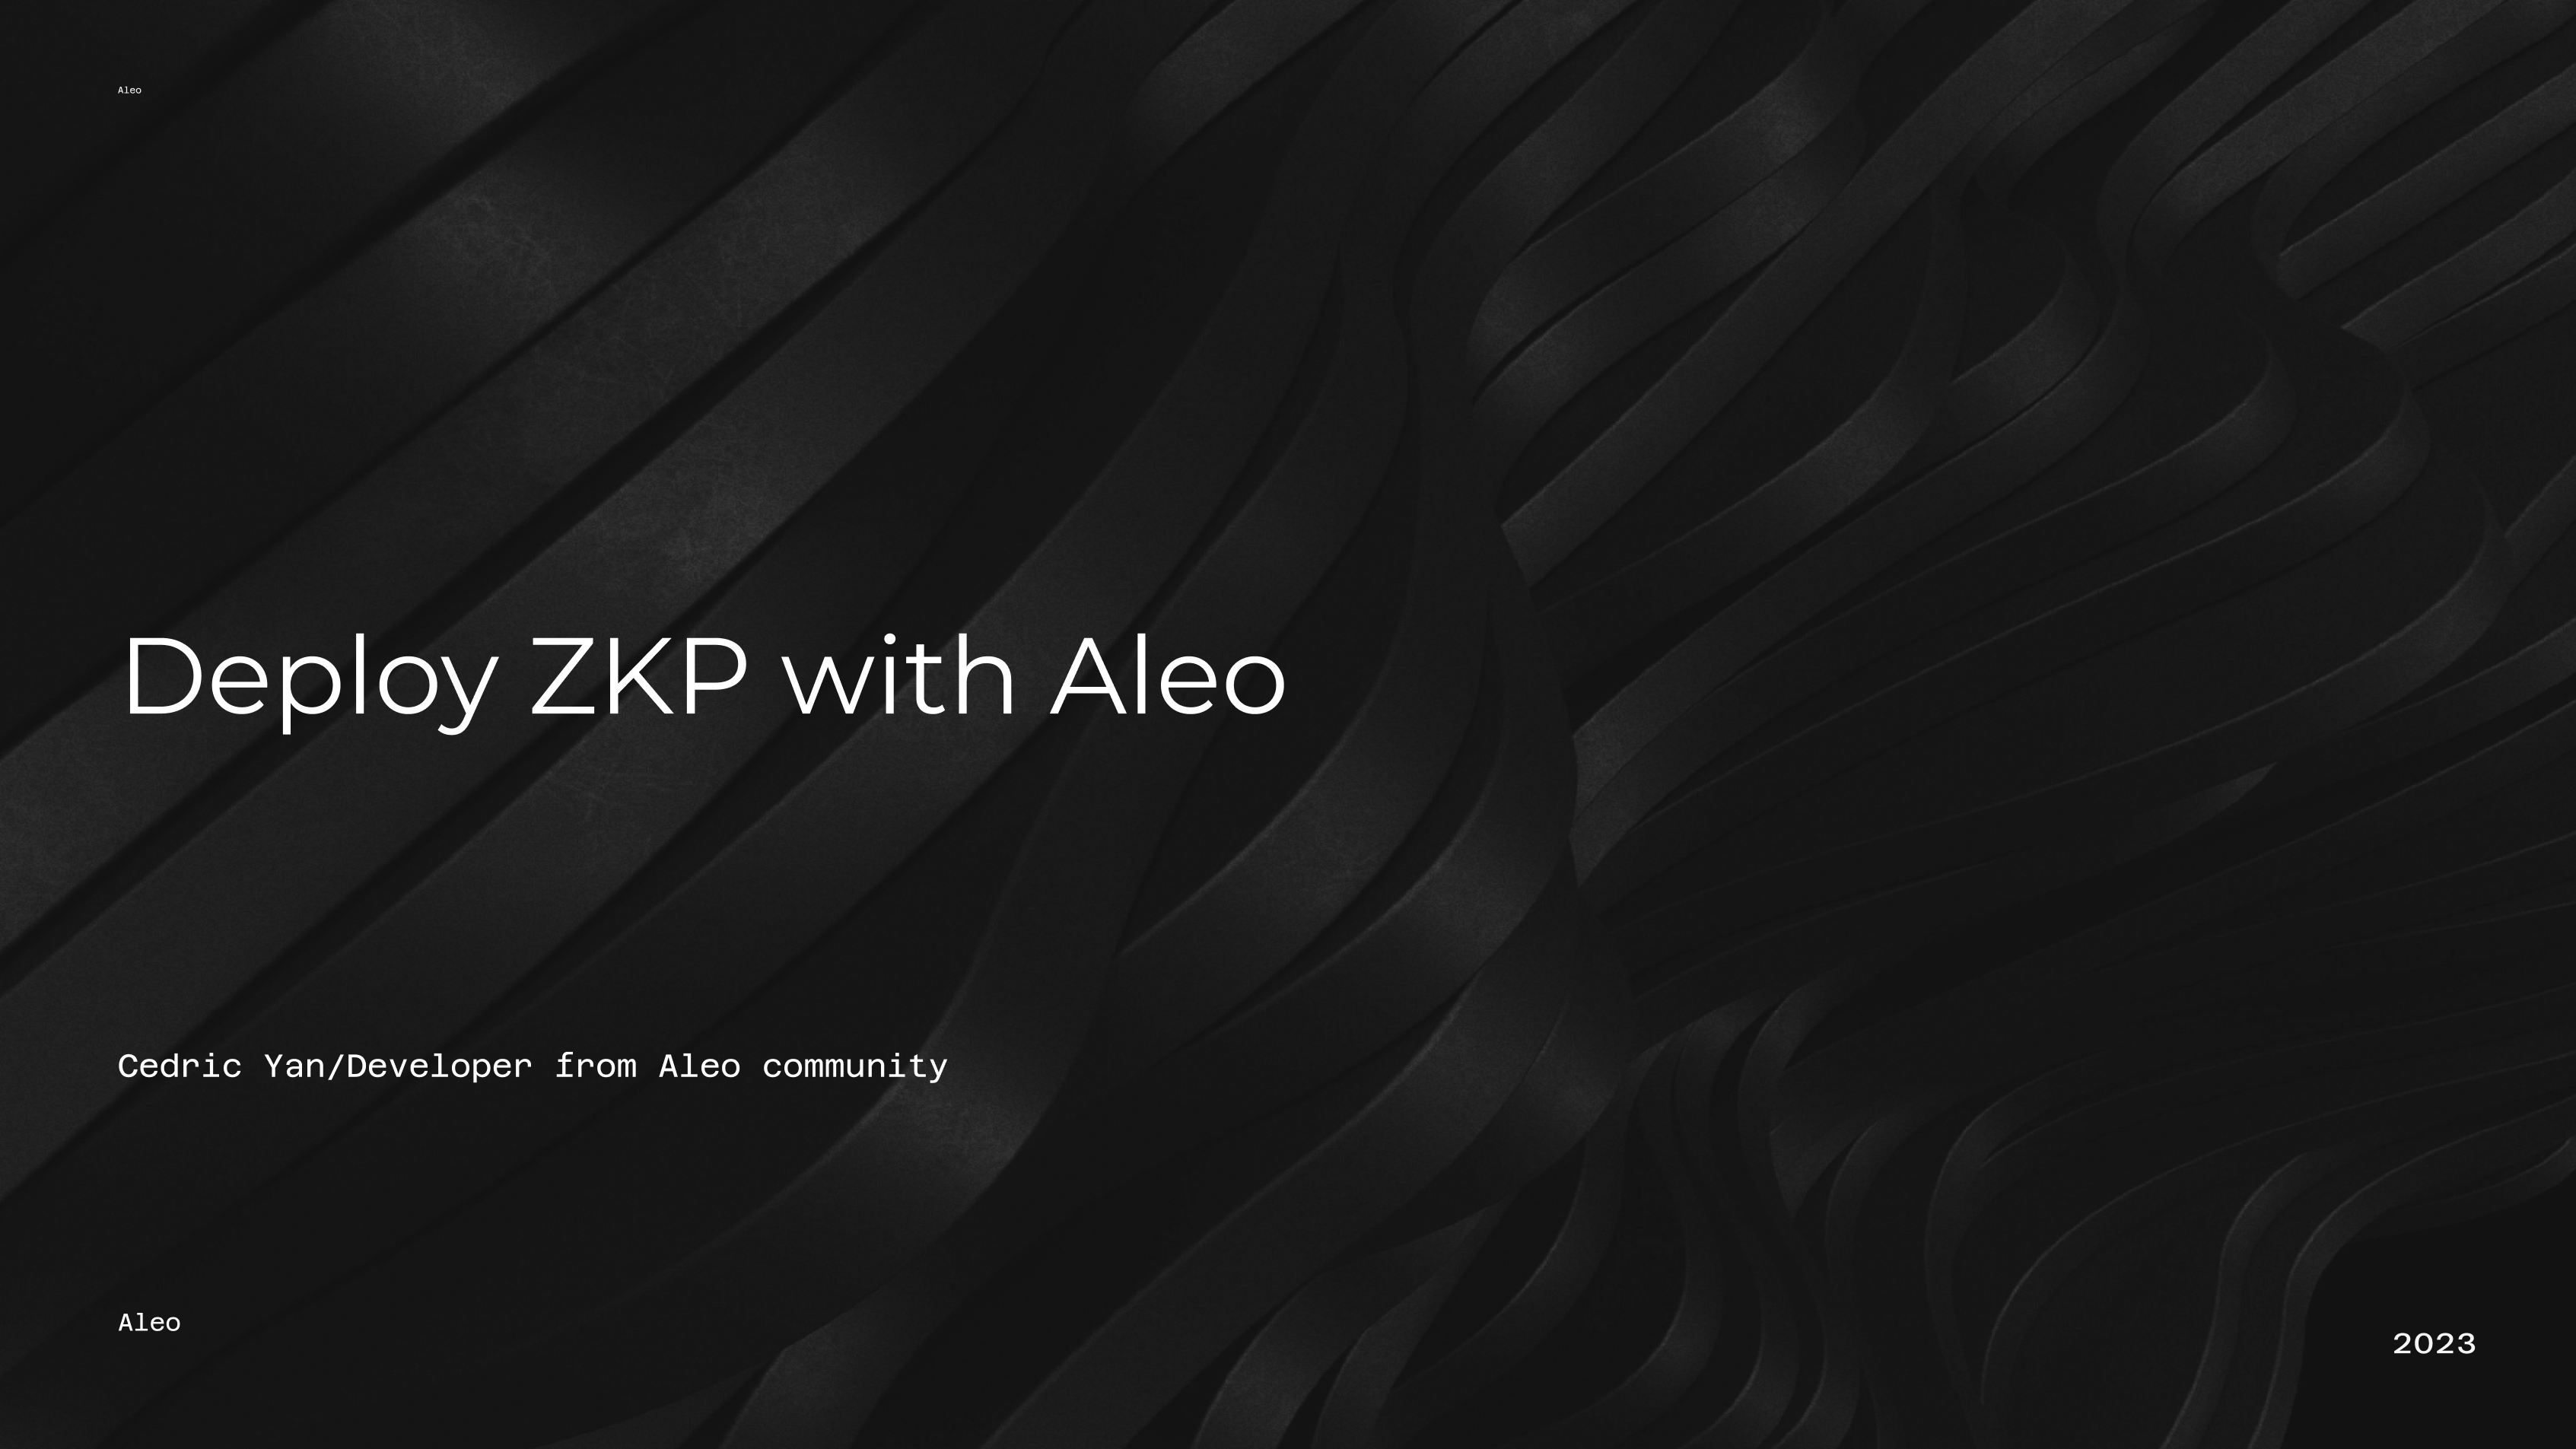 Aleo
Deploy ZKP with Aleo
Cedric Yan/Developer from Aleo community
Aleo
2023